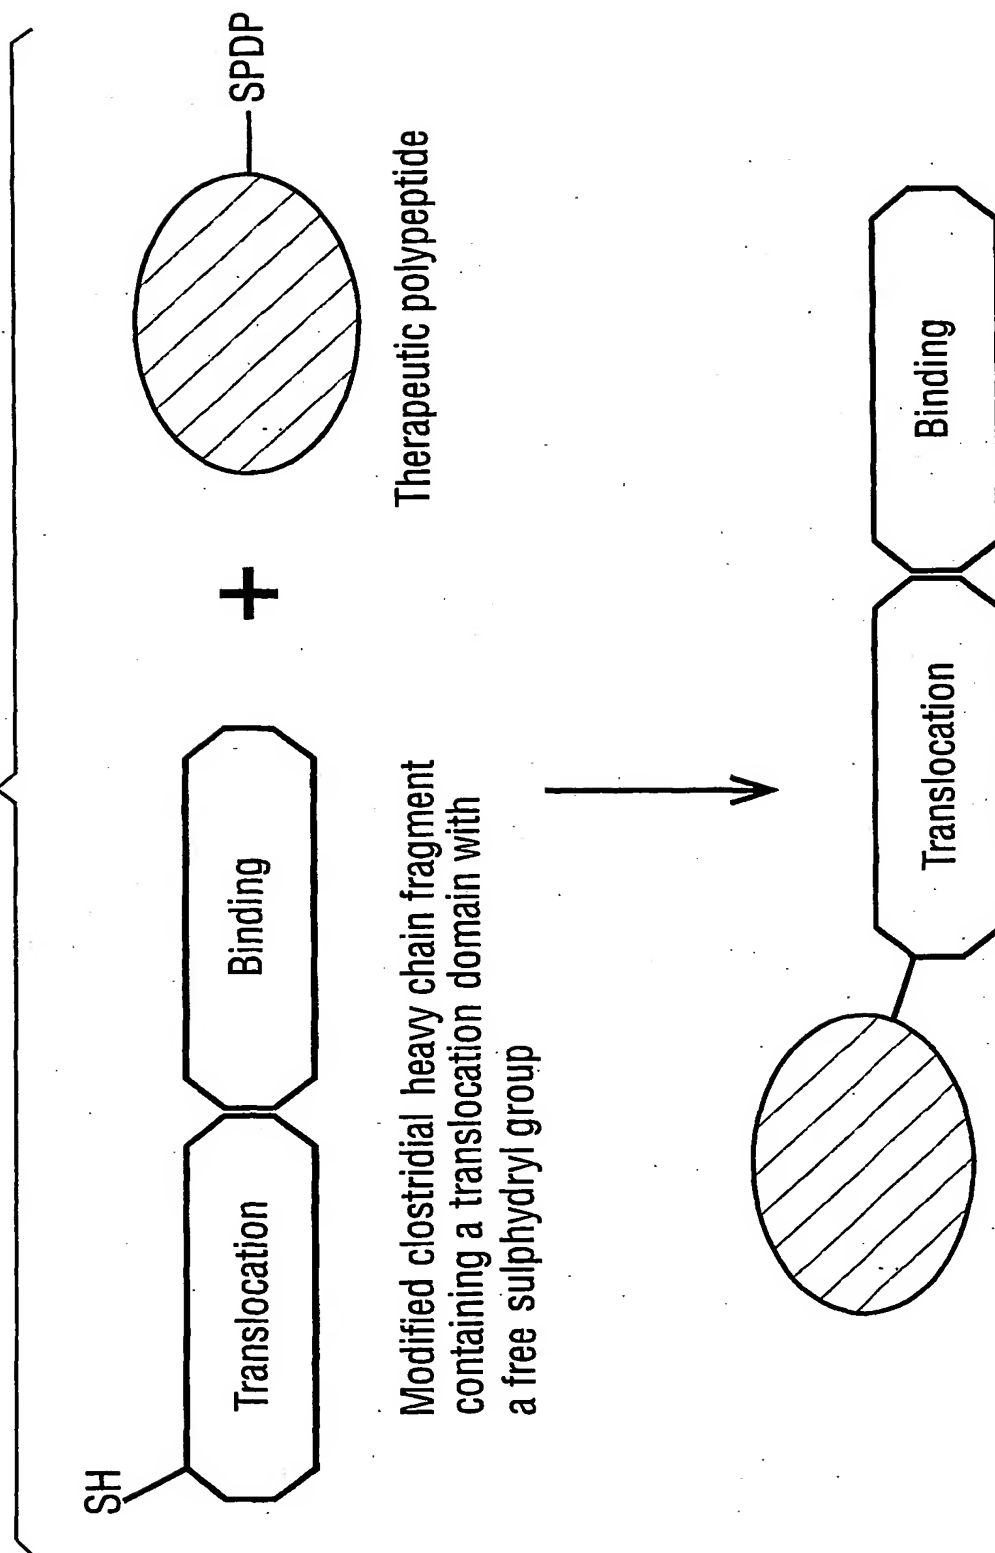 SH
Translocation
Binding
+
SPDP
Modified clostridial heavy chain fragment
containing a translocation domain with
a free sulphydryl group
Therapeutic polypeptide
Translocation
Binding